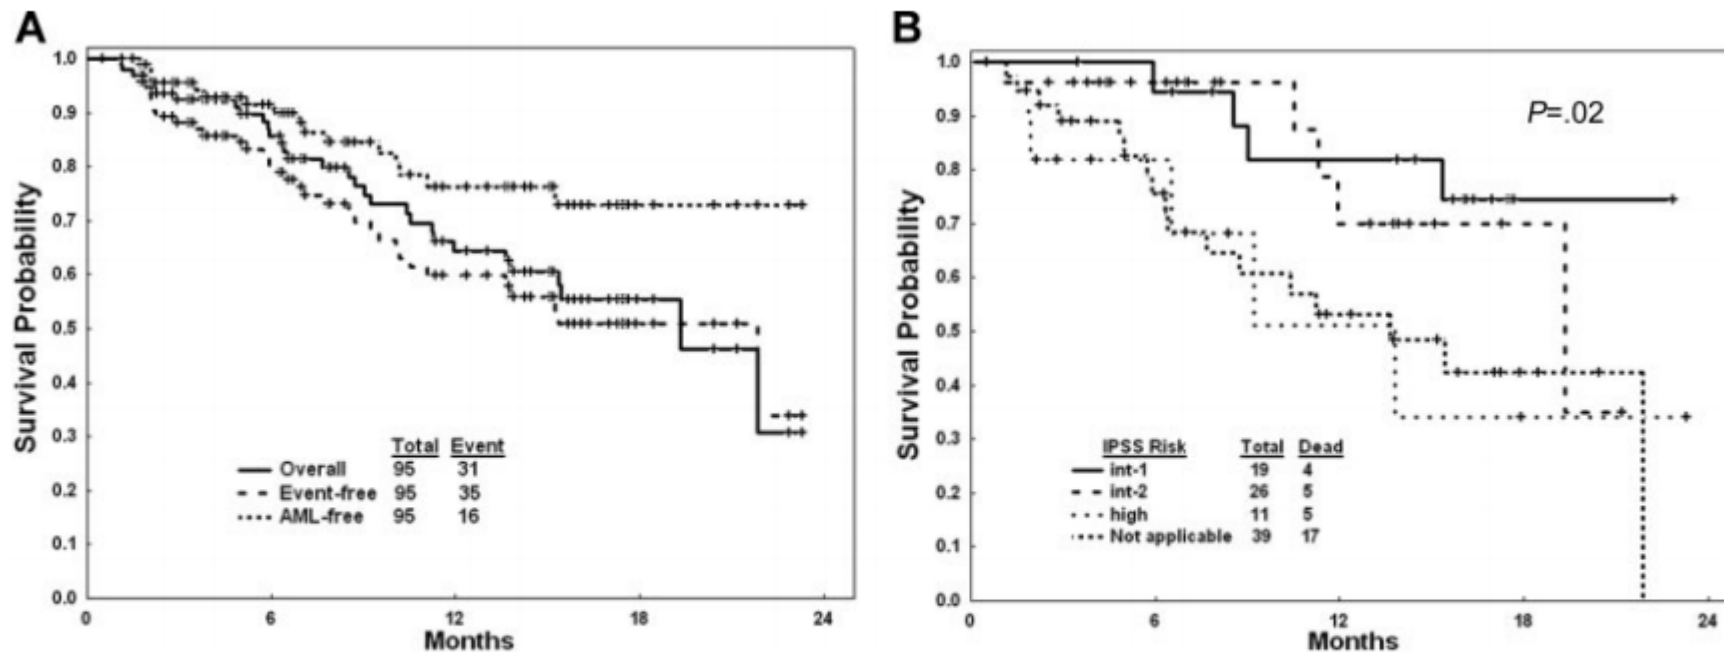 A
Survival Probability
1.0
0.9
0.8
0.7
0.6
0.5
0.4
0.3
0.2
0.1
0.0
Total Event
Overall 95 31
Event-free 95 35
AML-free 95 16
0 6 12 18 24
Months
B
Survival Probability
1.0
0.9
0.8
0.7
0.6
0.5
0.4
0.3
0.2
0.1
0.0
P=.02
IPSS Risk Total Dead
int-1 19 4
int-2 26 5
high 11 5
Not applicable 39 17
0 6 12 18 24
Months